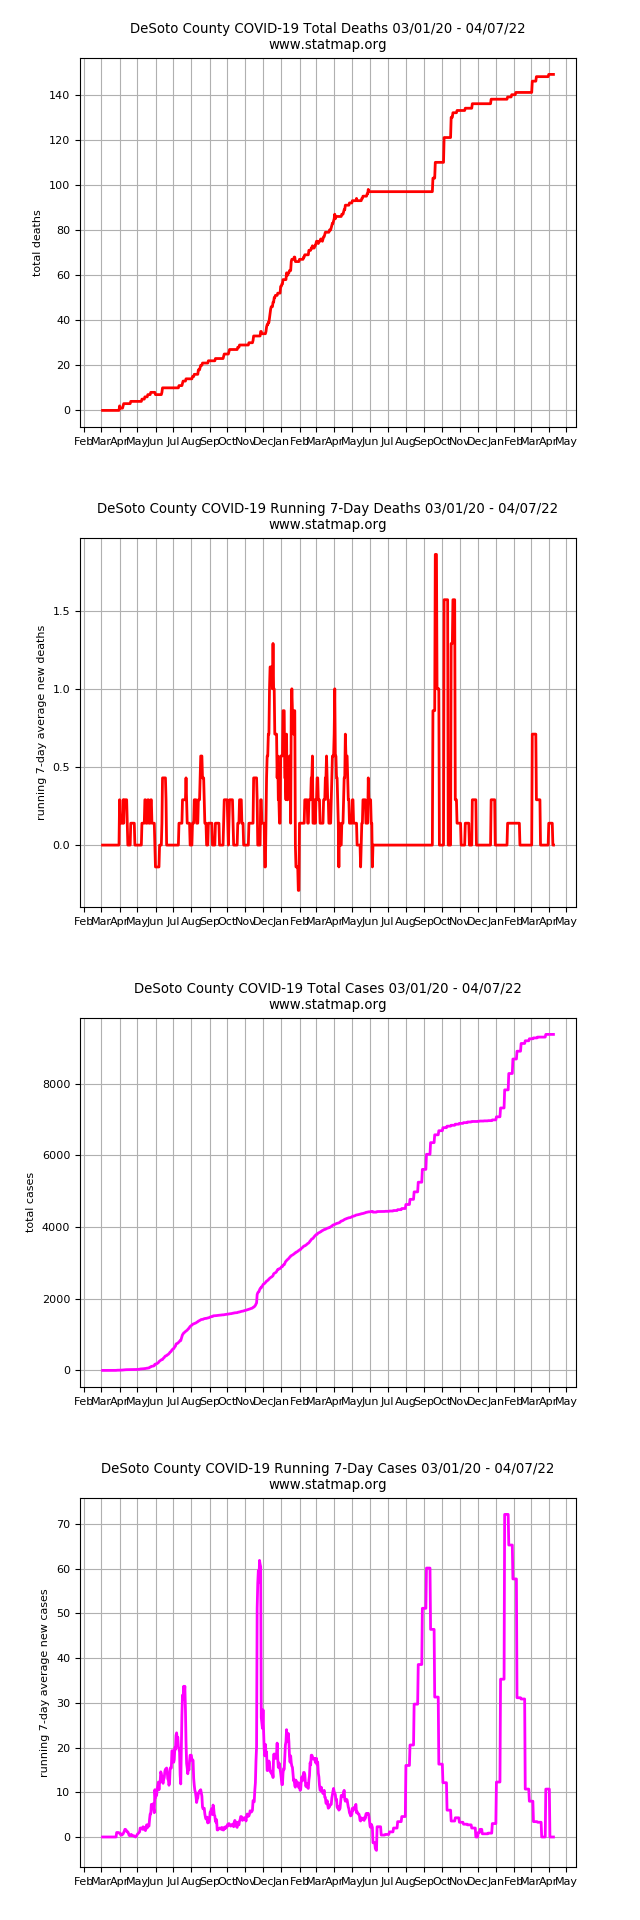 DeSoto County COVID-19 Total Deaths 03/01/20 - 04/07/22
www.statmap.org
140
120
100
80
60
40
20
0
total deaths
Feb Mar Apr May Jun Jul Aug Sep Oct Nov Dec Jan Feb Mar Apr May Jun Jul Aug Sep Oct Nov Dec Jan Feb Mar Apr May
DeSoto County COVID-19 Running 7-Day Deaths 03/01/20 - 04/07/22
www.statmap.org
1.5
1.0
0.5
0.0
running 7-day average new deaths
Feb Mar Apr May Jun Jul Aug Sep Oct Nov Dec Jan Feb Mar Apr May Jun Jul Aug Sep Oct Nov Dec Jan Feb Mar Apr May
DeSoto County COVID-19 Total Cases 03/01/20 - 04/07/22
www.statmap.org
8000
6000
4000
2000
0
total cases
Feb Mar Apr May Jun Jul Aug Sep Oct Nov Dec Jan Feb Mar Apr May Jun Jul Aug Sep Oct Nov Dec Jan Feb Mar Apr May
DeSoto County COVID-19 Running 7-Day Cases 03/01/20 - 04/07/22
www.statmap.org
70
60
50
40
30
20
10
0
running 7-day average new cases
Feb Mar Apr May Jun Jul Aug Sep Oct Nov Dec Jan Feb Mar Apr May Jun Jul Aug Sep Oct Nov Dec Jan Feb Mar Apr May